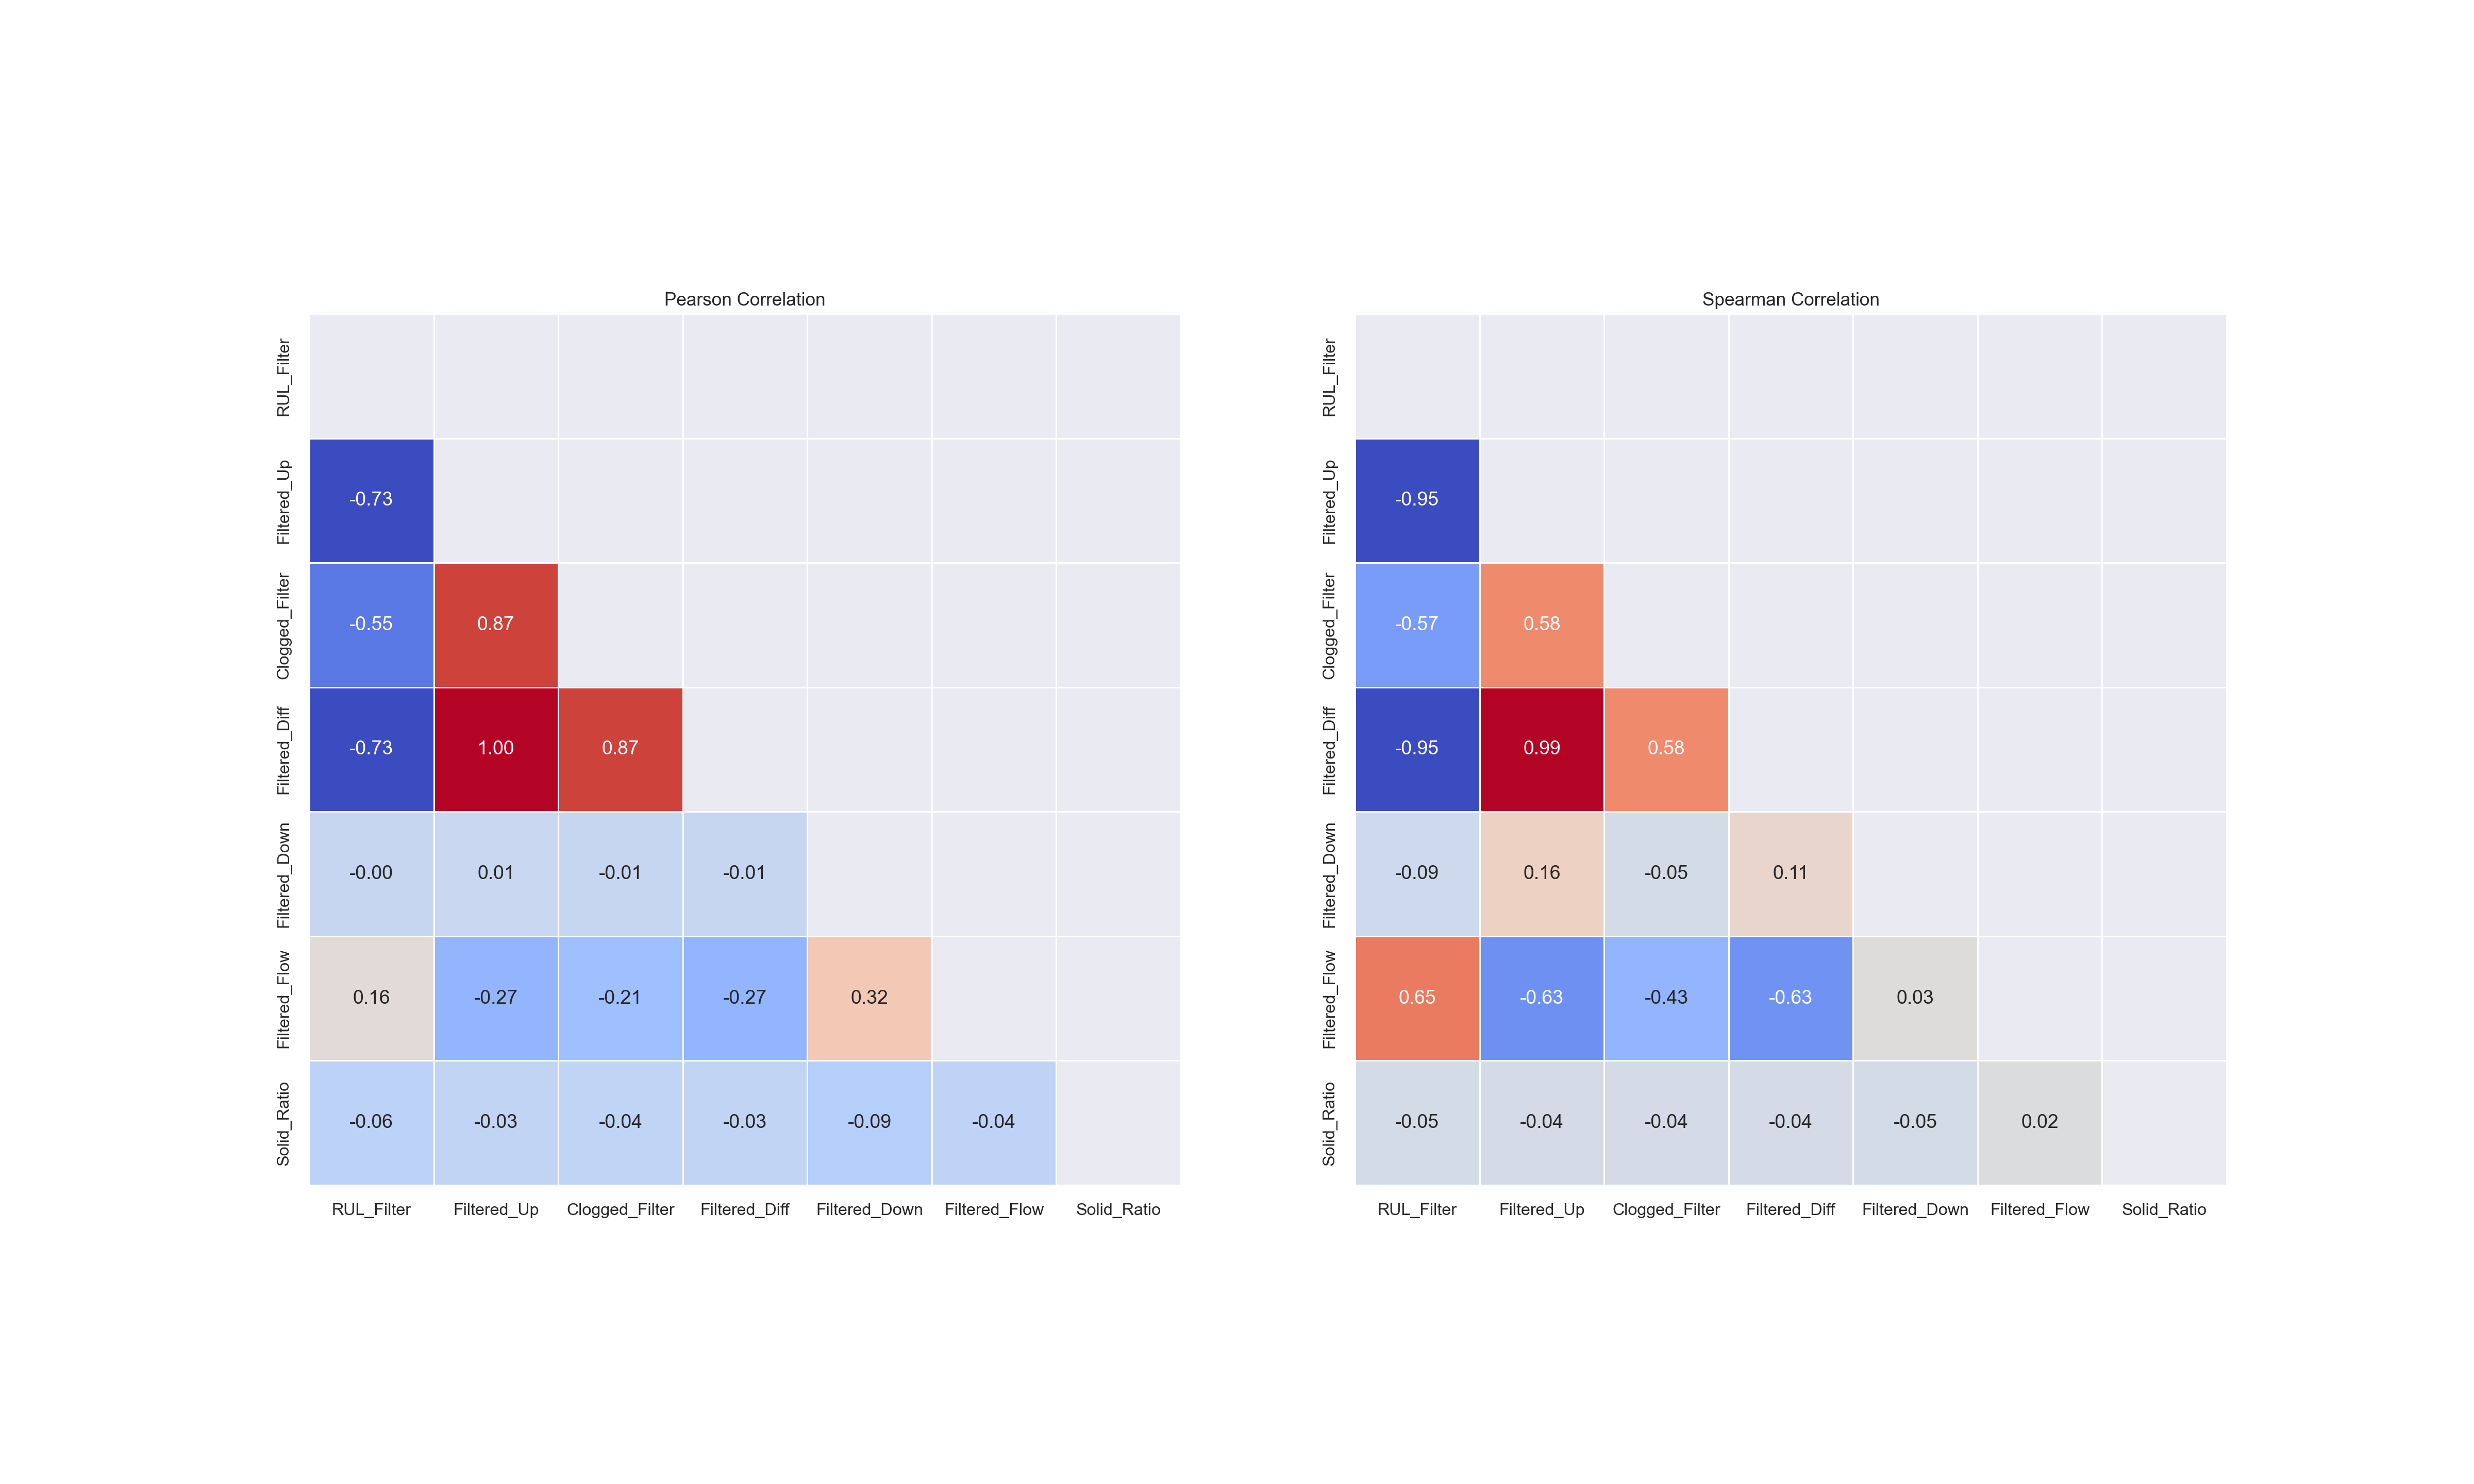 Pearson Correlation
RUL_Filter
Filtered_Up
-0.73
Clogged_Filter
-0.55 0.87
Filtered_Diff
-0.73 1.00 0.87
Filtered_Down
-0.00 0.01 -0.01 -0.01
Filtered_Flow
0.16 -0.27 -0.21 -0.27 0.32
Solid_Ratio
-0.06 -0.03 -0.04 -0.03 -0.09 -0.04
RUL_Filter Filtered_Up Clogged_Filter Filtered_Diff Filtered_Down Filtered_Flow Solid_Ratio
Spearman Correlation
RUL_Filter
Filtered_Up
-0.95
Clogged_Filter
-0.57 0.58
Filtered_Diff
-0.95 0.99 0.58
Filtered_Down
-0.09 0.16 -0.05 0.11
Filtered_Flow
0.65 -0.63 -0.43 -0.63 0.03
Solid_Ratio
-0.05 -0.04 -0.04 -0.04 -0.05 0.02
RUL_Filter Filtered_Up Clogged_Filter Filtered_Diff Filtered_Down Filtered_Flow Solid_Ratio